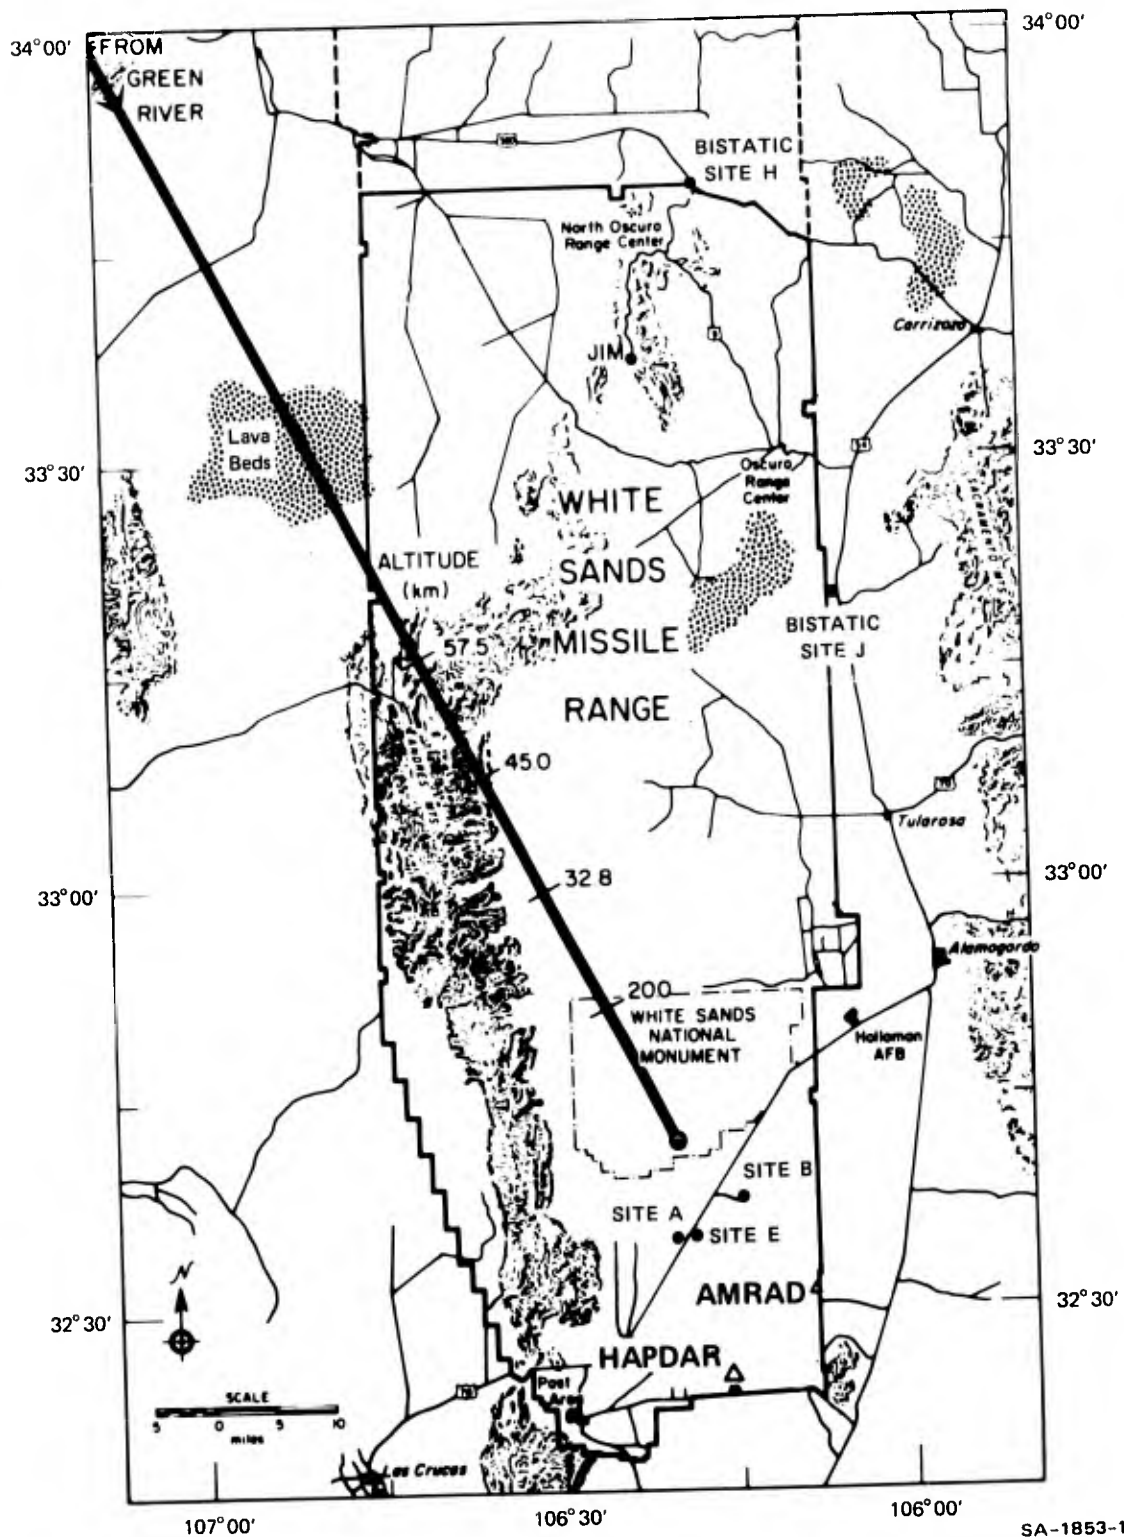 34°00'
34°00'
FROM
GREEN
RIVER
380
BISTATIC
SITE H
North Oscuro
Range Center
Carrizozo
JIM
Lava
Beds
54
33°30'
33°30'
Oscuro
Range
Center
WHITE
SANDS
MISSILE
RANGE
ALTITUDE
(km)
BISTATIC
SITE J
57.5
45.0
70
Tularosa
32.8
33°00'
33°00'
Alamogordo
20.0
WHITE SANDS
NATIONAL
MONUMENT
Holloman
AFB
SITE B
SITE A
SITE E
N
AMRAD
32°30'
32°30'
HAPDAR
Post
Area
70
SCALE
5 0 5 10
miles
Las Cruces
107°00'
106°30'
106°00'
SA-1853-1